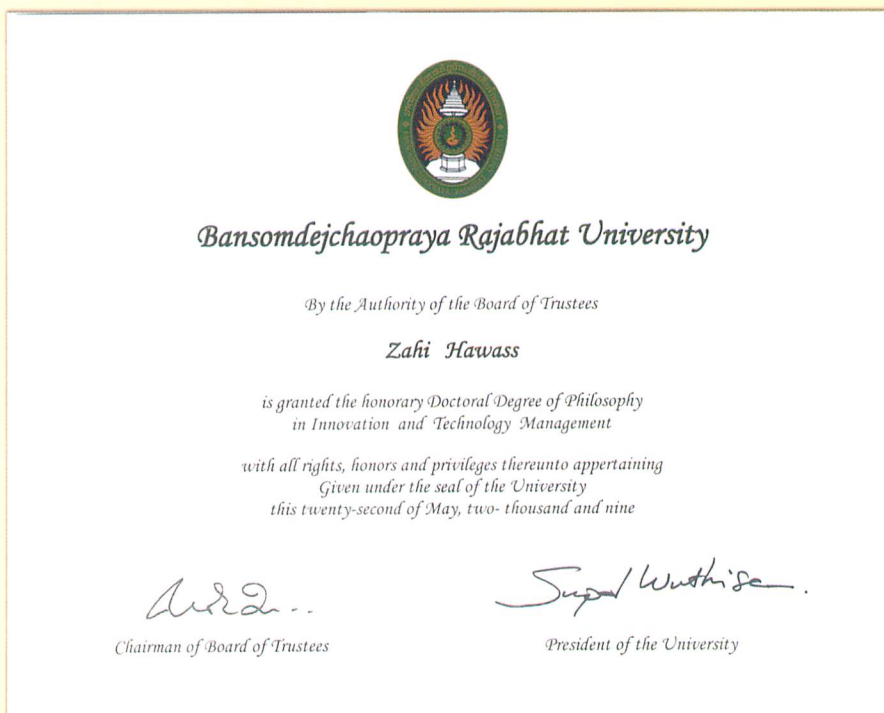 Bansomdejchaopraya Rajabhat University
By the Authority of the Board of Trustees
Zahi Hawass
is granted the honorary Doctoral Degree of Philosophy
in Innovation and Technology Management
with all rights, honors and privileges thereunto appertaining
Given under the seal of the University
this twenty-second of May, two- thousand and nine
Chairman of Board of Trustees
President of the University